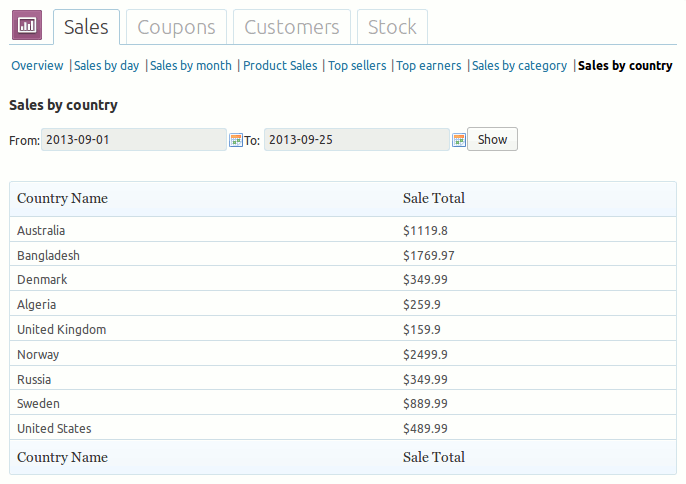 Sales Coupons Customers Stock
Overview |Sales by day |Sales by month |Product Sales |Top sellers |Top earners |Sales by category |Sales by country
Sales by country
From: 2013-09-01 To: 2013-09-25 Show
Country Name Sale Total
Australia $1119.8
Bangladesh $1769.97
Denmark $349.99
Algeria $259.9
United Kingdom $159.9
Norway $2499.9
Russia $349.99
Sweden $889.99
United States $489.99
Country Name Sale Total